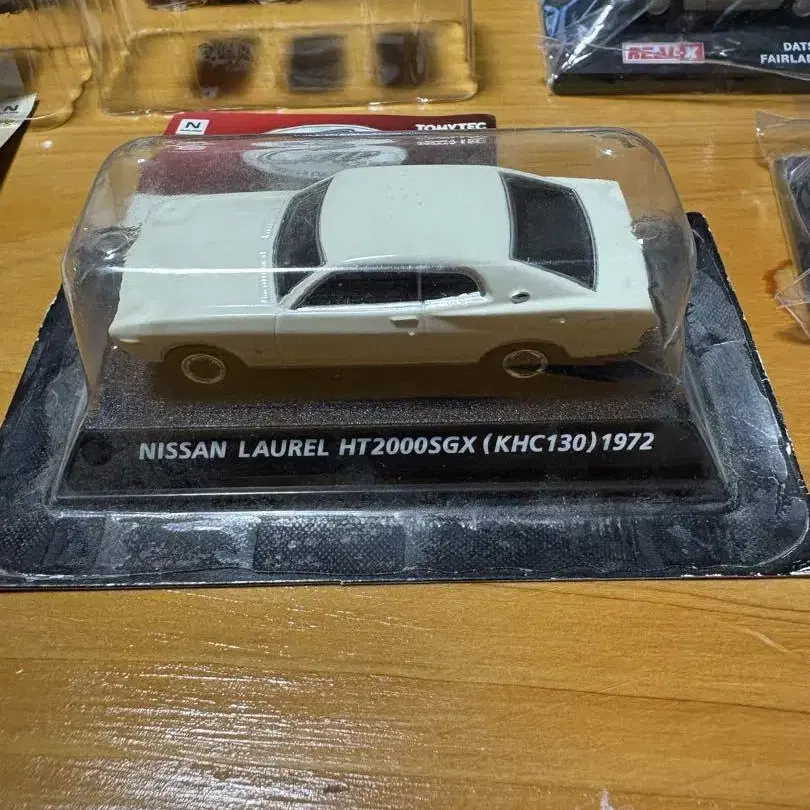 REAL-X
DATS
FAIRLA
N
N
TOMYTEC
NISSAN LAUREL HT2000SGX (KHC130) 1972